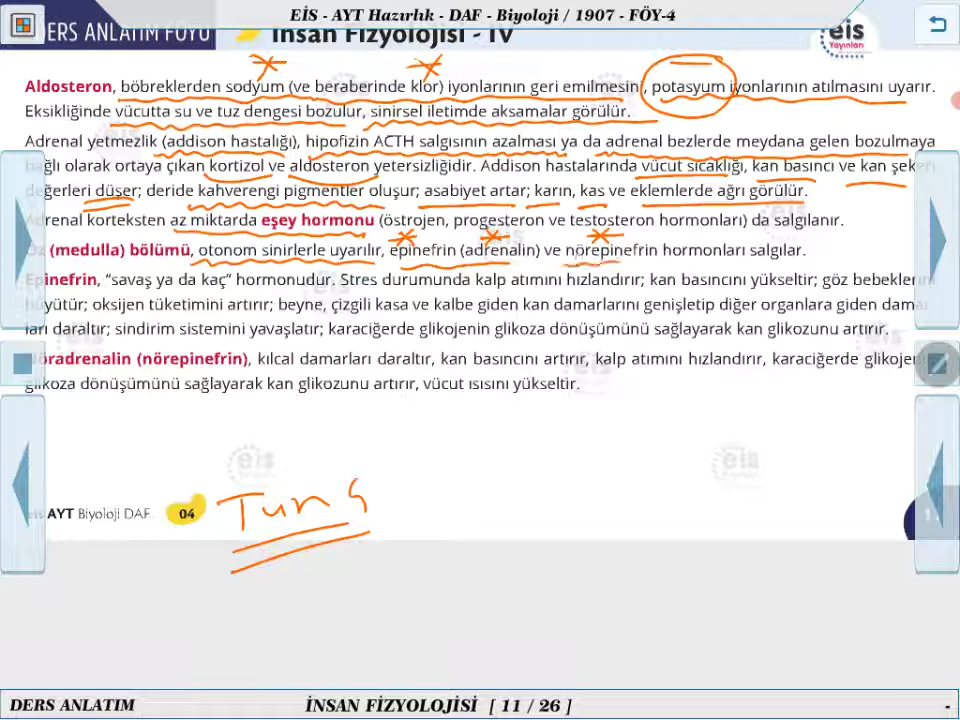 EİS - AYT Hazırlık - DAF - Biyoloji / 1907 - FÖY-4
DERS ANLATIM FÖYÜ
İnsan Fizyolojisi - IV
eis
Yayınları
Aldosteron, böbreklerden sodyum (ve beraberinde klor) iyonlarının geri emilmesini, potasyum iyonlarının atılmasını uyarır.
Eksikliğinde vücutta su ve tuz dengesi bozulur, sinirsel iletimde aksamalar görülür.
Adrenal yetmezlik (addison hastalığı), hipofizin ACTH salgısının azalması ya da adrenal bezlerde meydana gelen bozulmaya
bağlı olarak ortaya çıkan kortizol ve aldosteron yetersizliğidir. Addison hastalarında vücut sıcaklığı, kan basıncı ve kan şekeri
değerleri düşer; deride kahverengi pigmentler oluşur; asabiyet artar; karın, kas ve eklemlerde ağrı görülür.
Adrenal korteksten az miktarda eşey hormonu (östrojen, progesteron ve testosteron hormonları) da salgılanır.
Öz (medulla) bölümü, otonom sinirlerle uyarılır, epinefrin (adrenalin) ve nörepinefrin hormonları salgılar.
Epinefrin, “savaş ya da kaç” hormonudur. Stres durumunda kalp atımını hızlandırır; kan basıncını yükseltir; göz bebeklerini
büyütür; oksijen tüketimini artırır; beyne, çizgili kasa ve kalbe giden kan damarlarını genişletip diğer organlara giden damar-
ları daraltır; sindirim sistemini yavaşlatır; karaciğerde glikojenin glikoza dönüşümünü sağlayarak kan glikozunu artırır.
Nöradrenalin (nörepinefrin), kılcal damarları daraltır, kan basıncını artırır, kalp atımını hızlandırır, karaciğerde glikojenin
glikoza dönüşümünü sağlayarak kan glikozunu artırır, vücut ısısını yükseltir.
eis AYT Biyoloji DAF 04
DERS ANLATIM
İNSAN FİZYOLOJİSİ [ 11 / 26 ]
-